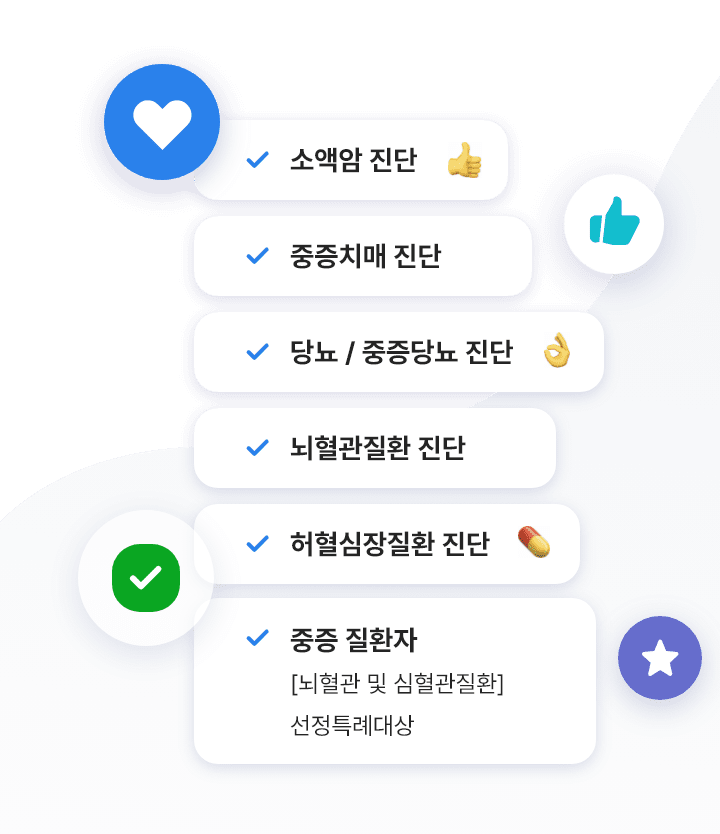 소액암 진단
중증치매 진단
당뇨 / 중증당뇨 진단
뇌혈관질환 진단
허혈심장질환 진단
중증 질환자
[뇌혈관 및 심혈관질환]
선정특례대상